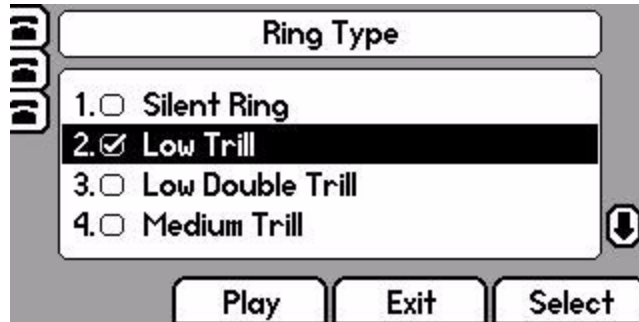 Ring Type
1. Silent Ring
2. Low Trill
3. Low Double Trill
4. Medium Trill
Play Exit Select